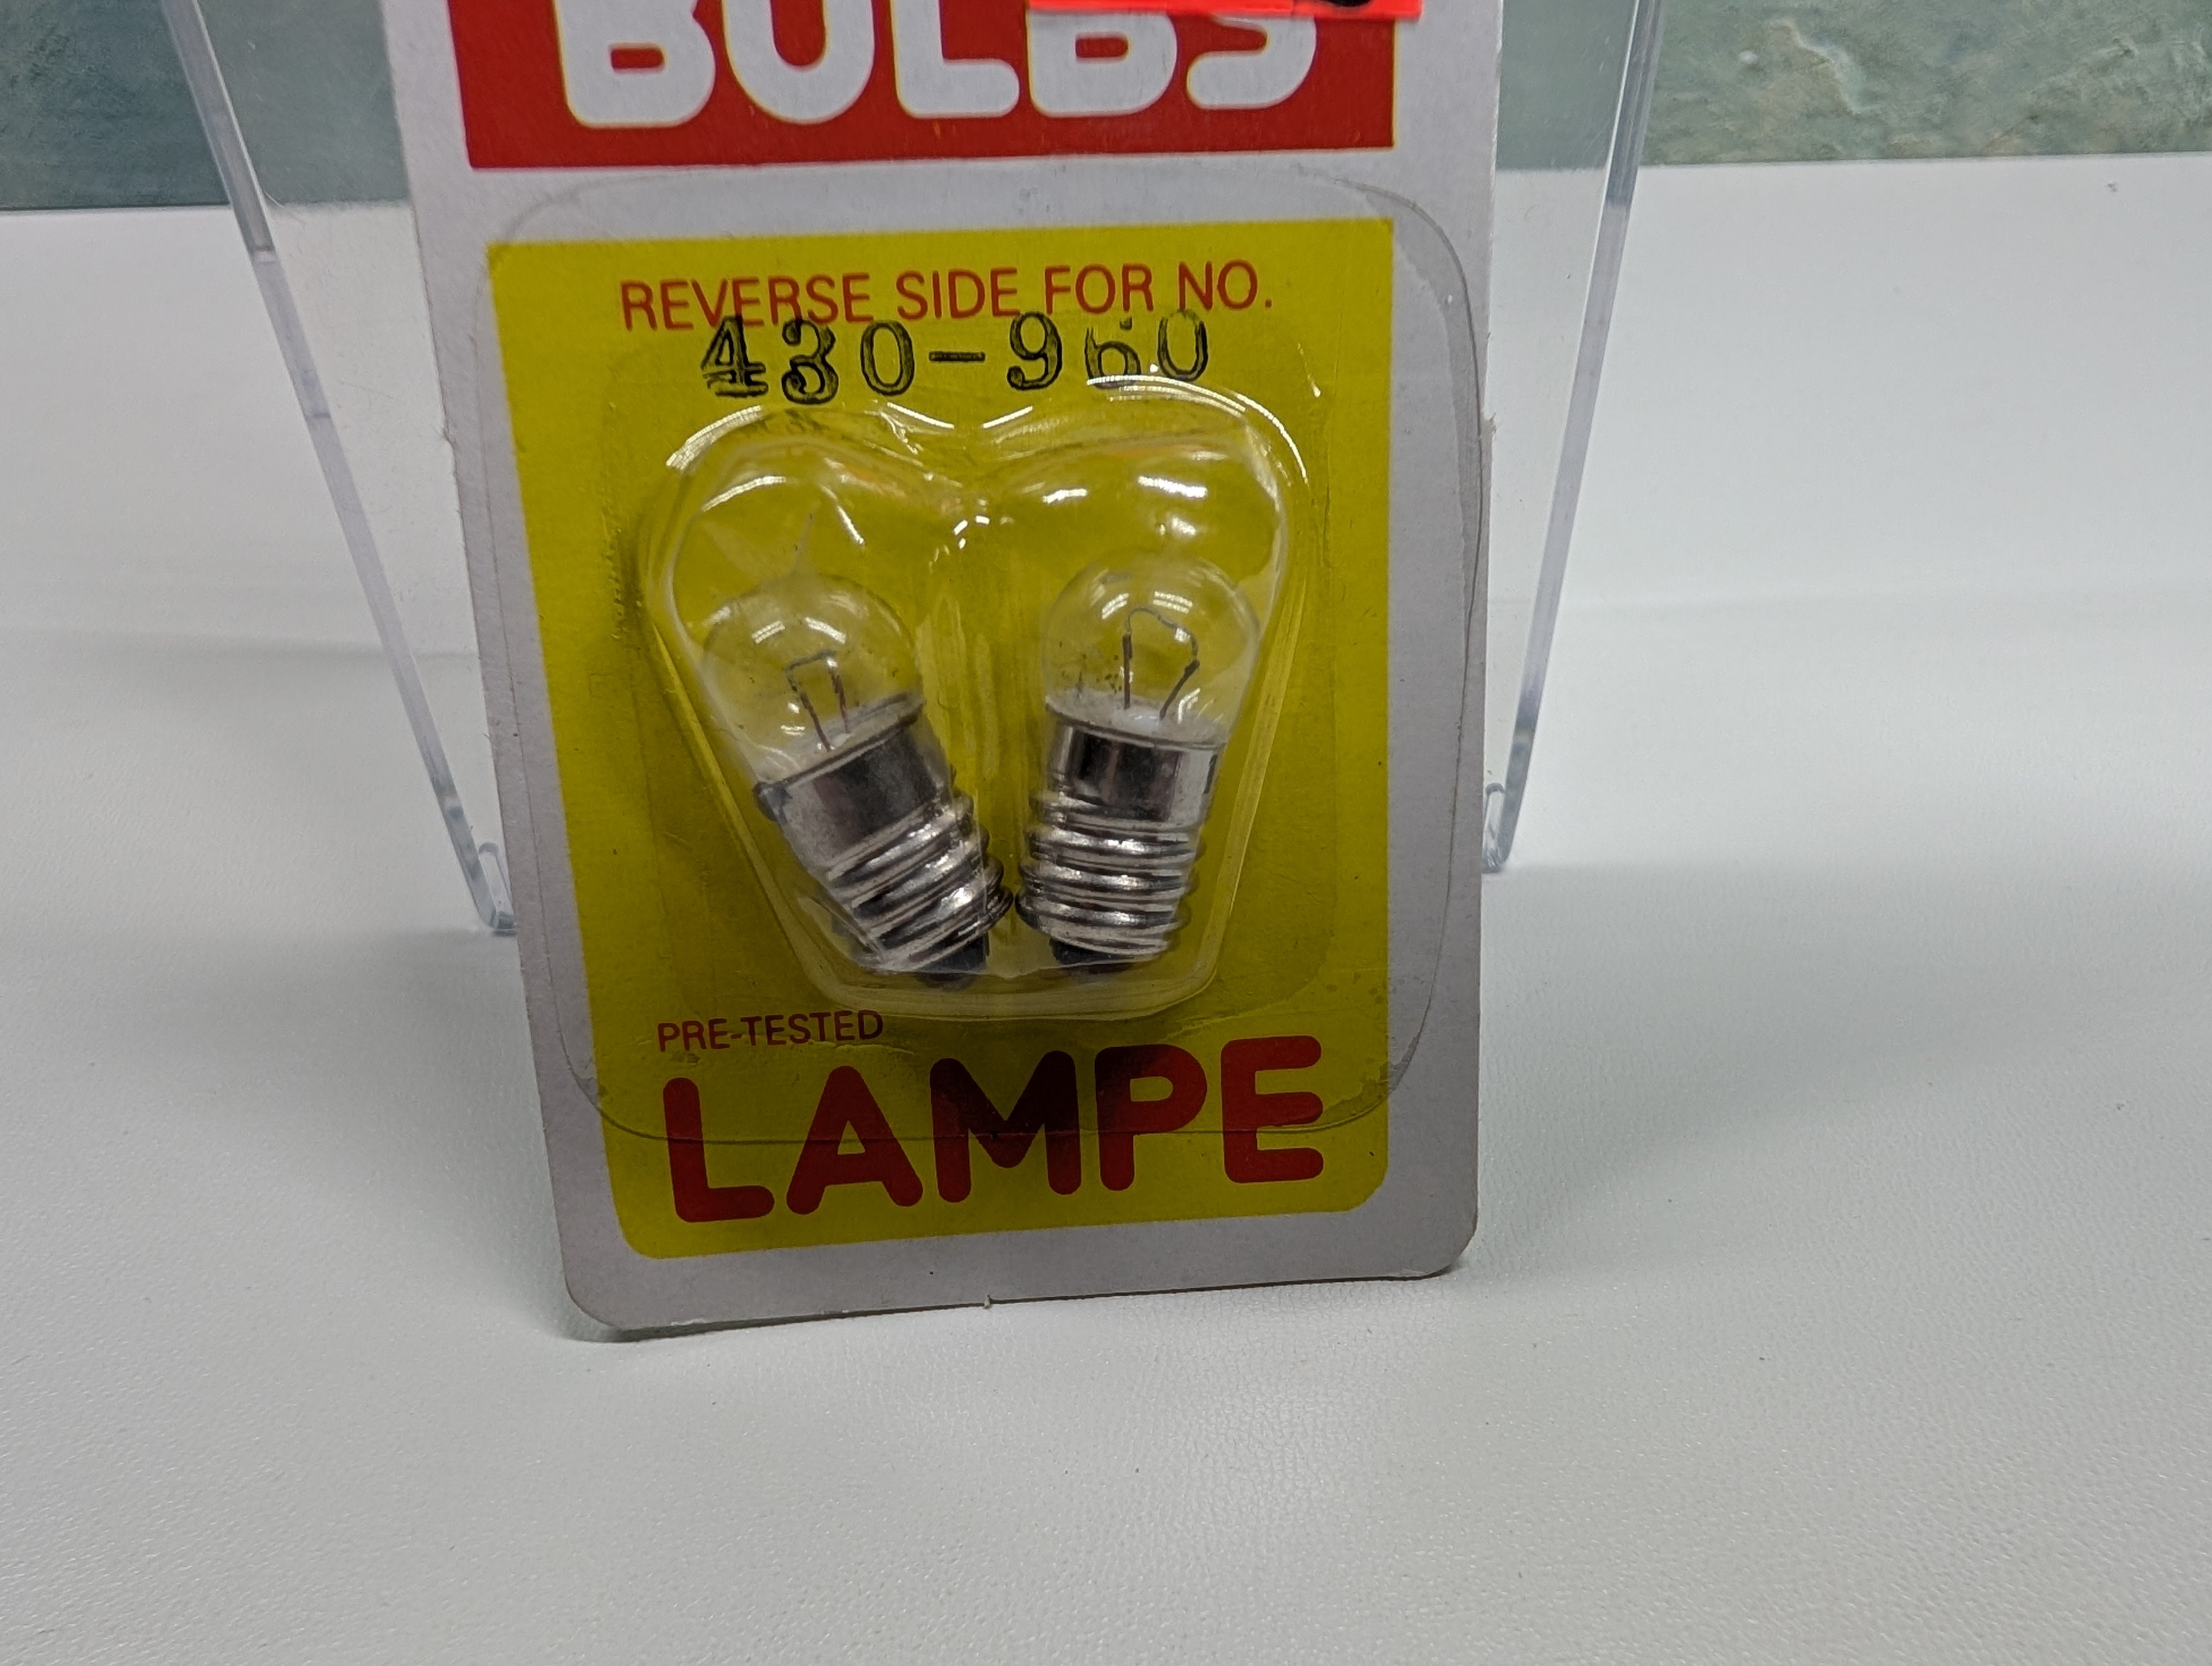 BULBS
REVERSE SIDE FOR NO.
430-960
PRE-TESTED
LAMPE